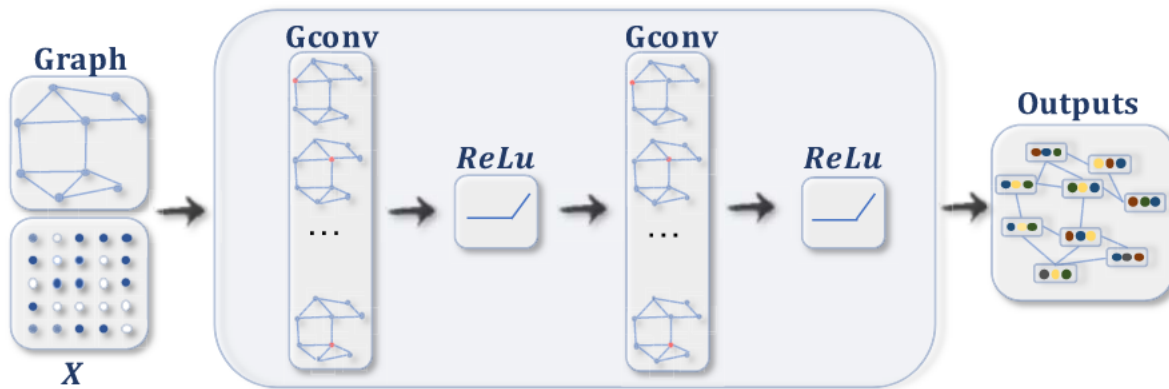 Graph
X
Gconv
...
ReLu
Gconv
...
ReLu
Outputs